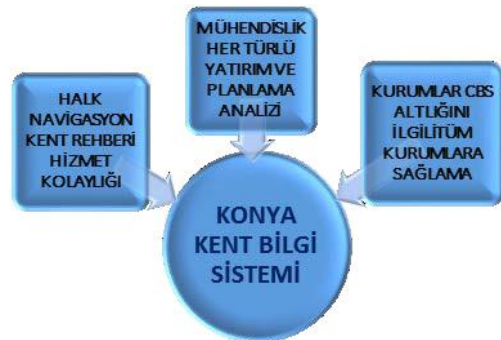 MÜHENDİSLİK
HER TÜRLÜ
YATIRIM VE
PLANLAMA
ANALİZİ
HALK
NAVİGASYON
KENT REHBERİ
HİZMET
KOLAYLIĞI
KURUMLAR CBS
ALTLIĞINI
İLGİLİTÜM
KURUMLARA
SAĞLAMA
KONYA
KENT BİLGİ
SİSTEMİ